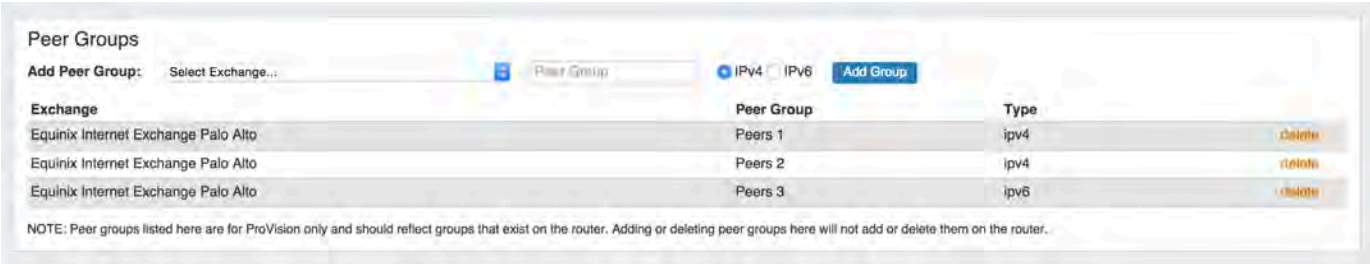 Peer Groups
Add Peer Group: Select Exchange... Peer Group IPv4 IPv6 Add Group
Exchange Peer Group Type
Equinix Internet Exchange Palo Alto Peers 1 ipv4 delete
Equinix Internet Exchange Palo Alto Peers 2 ipv4 delete
Equinix Internet Exchange Palo Alto Peers 3 ipv6 delete
NOTE: Peer groups listed here are for ProVision only and should reflect groups that exist on the router. Adding or deleting peer groups here will not add or delete them on the router.